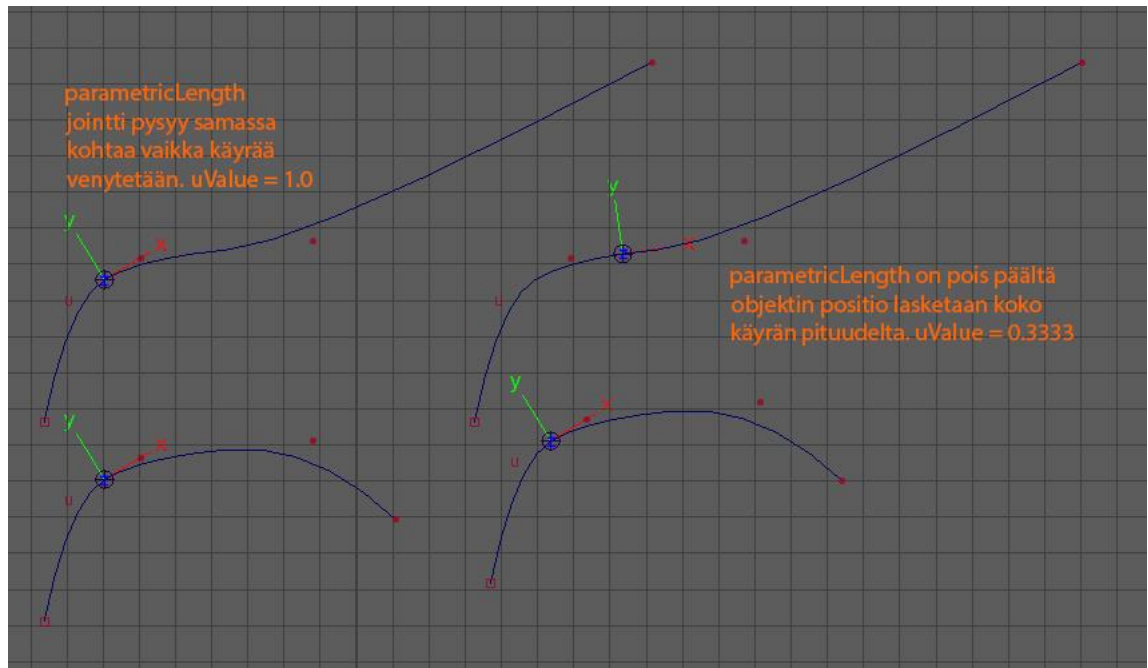 parametricLength
jointti pysyy samassa
kohtaa vaikka käyrää
venytetään. uValue = 1.0
y
x
u
y
x
u
parametricLength on pois päältä
objektin positio lasketaan koko
käyrän pituudelta. uValue = 0.3333
y
x
u
y
x
u